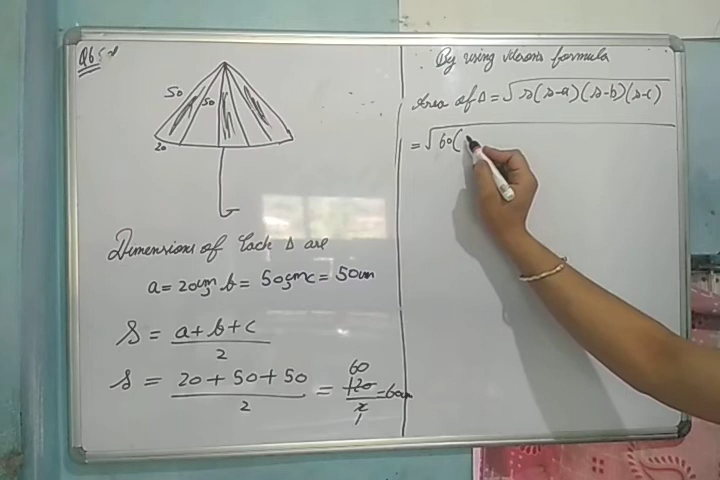 Q6 Sol
50
50
20
Dimensions of Each Δ are
a = 20cm, b = 50cm, c = 50cm
S = a+b+c
2
S = 20+50+50 = 120 = 60cm
2
60
2
1
By using Heron's formula
Area of Δ = √s(s-a)(s-b)(s-c)
= √60(